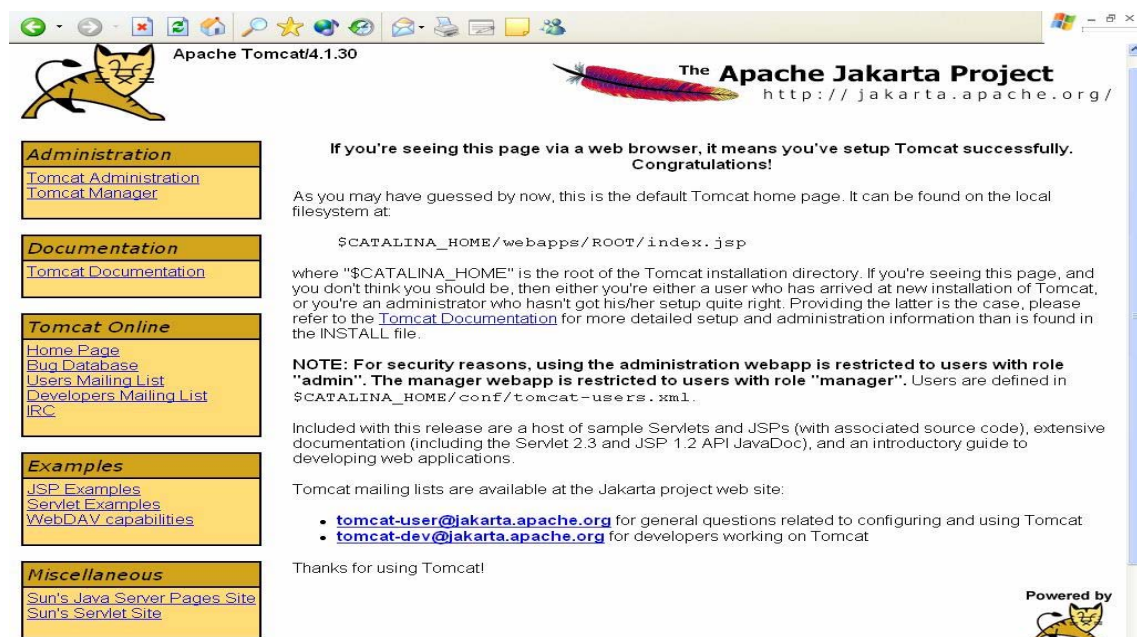 Apache Tomcat/4.1.30
The Apache Jakarta Project
http://jakarta.apache.org/
Administration
Tomcat Administration
Tomcat Manager
Documentation
Tomcat Documentation
Tomcat Online
Home Page
Bug Database
Users Mailing List
Developers Mailing List
IRC
Examples
JSP Examples
Servlet Examples
WebDAV capabilities
Miscellaneous
Sun's Java Server Pages Site
Sun's Servlet Site
If you're seeing this page via a web browser, it means you've setup Tomcat successfully.
Congratulations!
As you may have guessed by now, this is the default Tomcat home page. It can be found on the local
filesystem at:
$CATALINA_HOME/webapps/ROOT/index.jsp
where "$CATALINA_HOME" is the root of the Tomcat installation directory. If you're seeing this page, and
you don't think you should be, then either you're either a user who has arrived at new installation of Tomcat,
or you're an administrator who hasn't got his/her setup quite right. Providing the latter is the case, please
refer to the Tomcat Documentation for more detailed setup and administration information than is found in
the INSTALL file.
NOTE: For security reasons, using the administration webapp is restricted to users with role
"admin". The manager webapp is restricted to users with role "manager". Users are defined in
$CATALINA_HOME/conf/tomcat-users.xml.
Included with this release are a host of sample Servlets and JSPs (with associated source code), extensive
documentation (including the Servlet 2.3 and JSP 1.2 API JavaDoc), and an introductory guide to
developing web applications.
Tomcat mailing lists are available at the Jakarta project web site:
• tomcat-user@jakarta.apache.org for general questions related to configuring and using Tomcat
• tomcat-dev@jakarta.apache.org for developers working on Tomcat
Thanks for using Tomcat!
Powered by